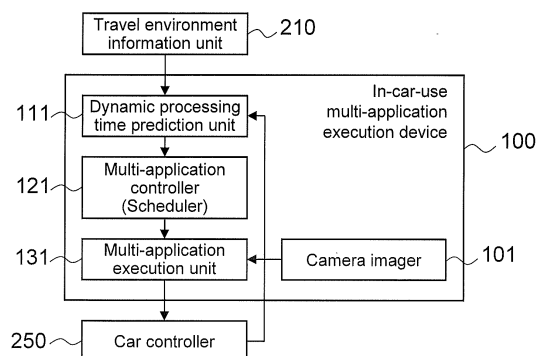 Travel environment
information unit
210
In-car-use
multi-application
execution device
111
Dynamic processing
time prediction unit
100
121
Multi-application
controller
(Scheduler)
131
Multi-application
execution unit
Camera imager
101
250
Car controller